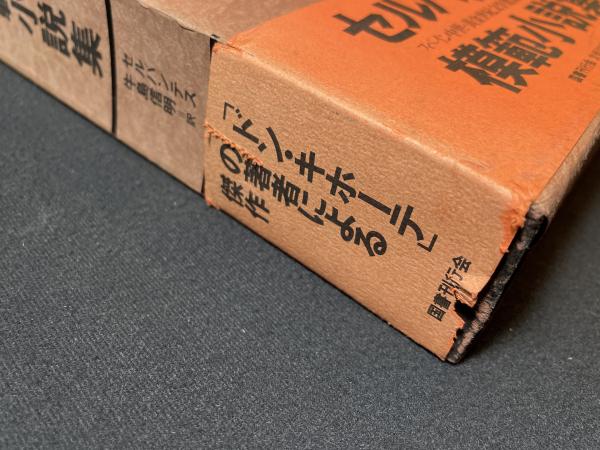 小説集
セルバンテス
牛島信明=訳
『ドン・キホーテ』
の著者による
傑作
国書刊行会
セル
模範小説